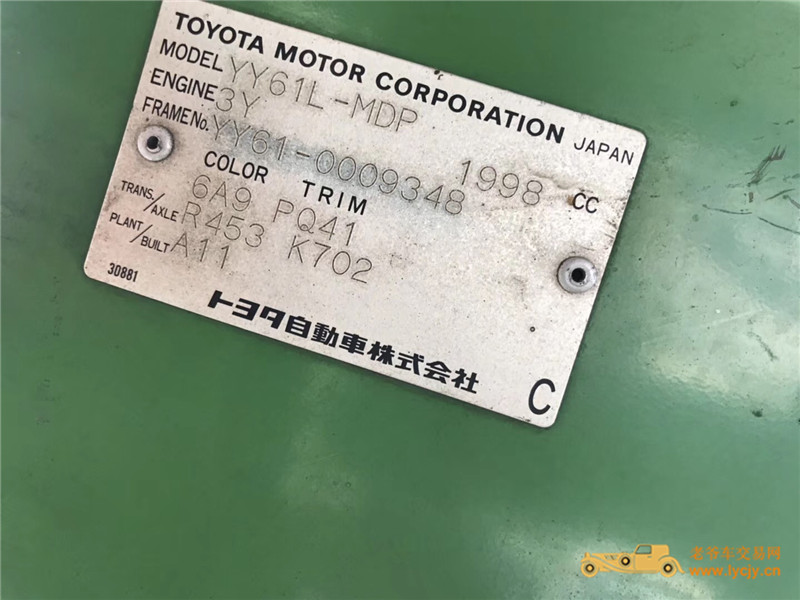 TOYOTA MOTOR CORPORATION JAPAN
MODEL YY61L-MDP
ENGINE 3Y 1998 CC
FRAME No. YY61-0009348
COLOR TRIM
6A9 PQ41
TRANS./AXLE R453 K702
PLANT/BUILT A11
30881
トヨタ自動車株式会社
C
老爷车交易网
www.lycjy.cn